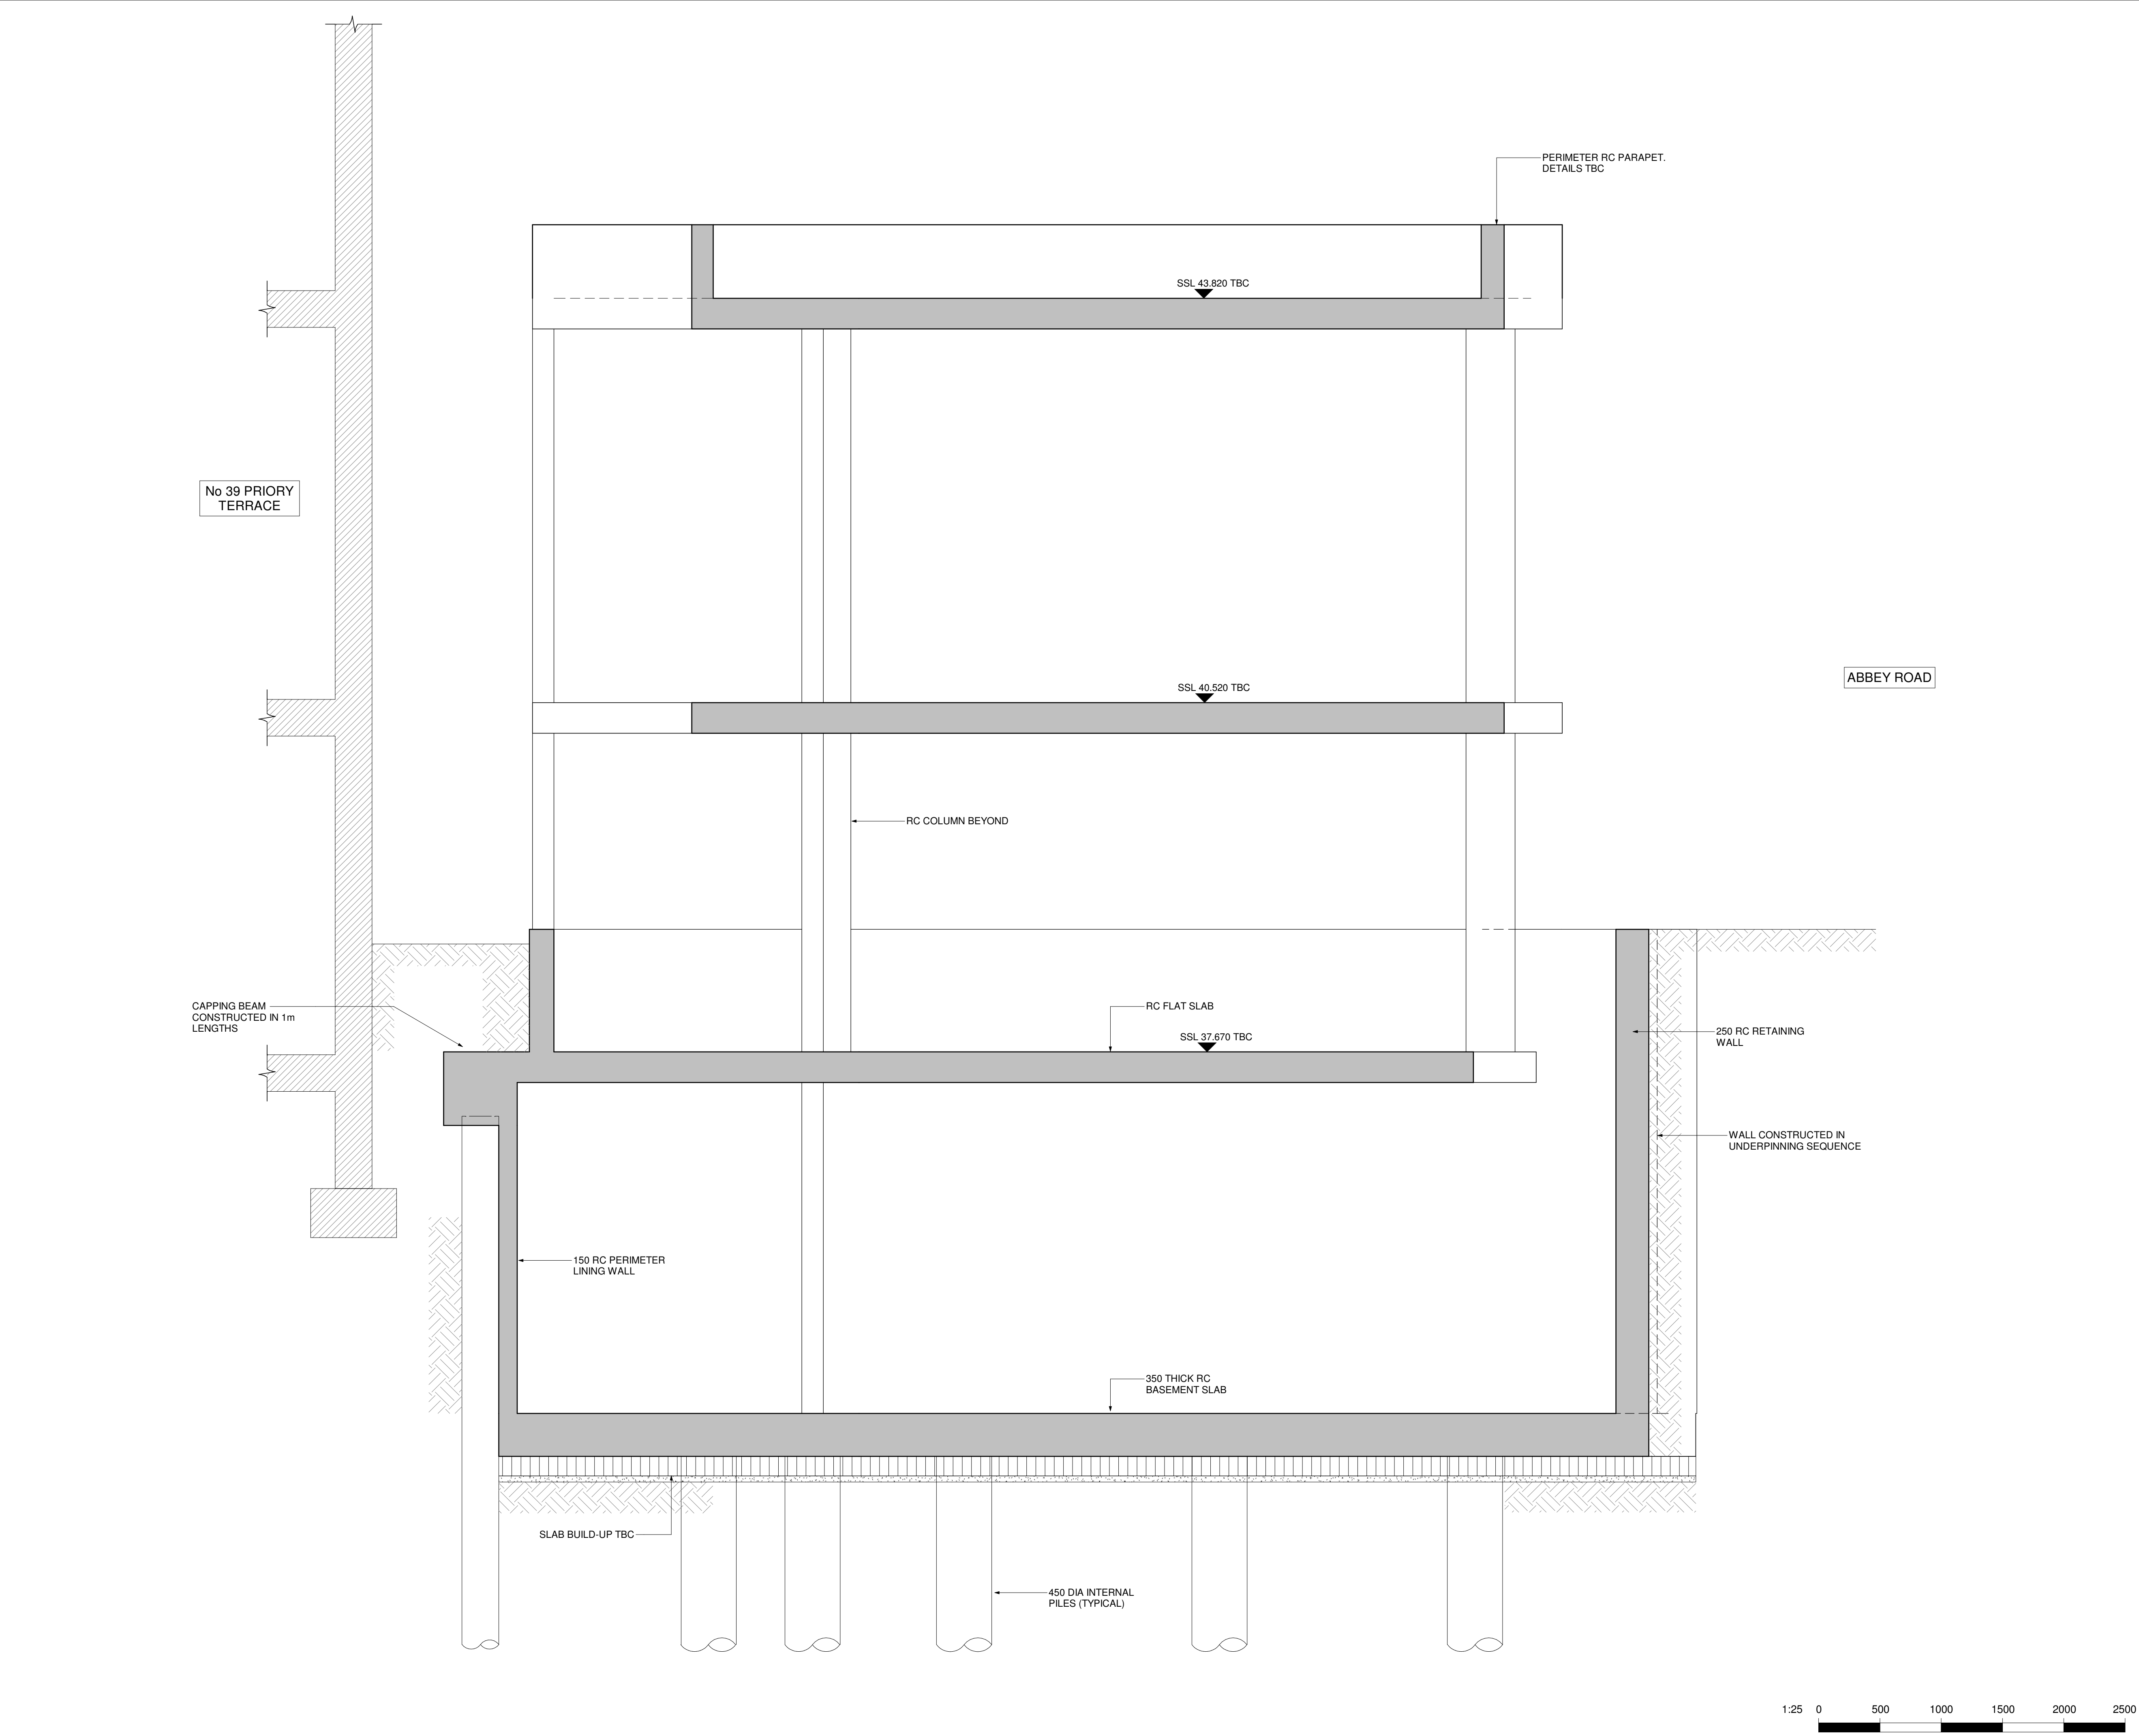 PERIMETER RC PARAPET.
DETAILS TBC
SSL 43.820 TBC
No 39 PRIORY
TERRACE
ABBEY ROAD
SSL 40.520 TBC
RC COLUMN BEYOND
CAPPING BEAM
CONSTRUCTED IN 1m
LENGTHS
RC FLAT SLAB
SSL 37.670 TBC
250 RC RETAINING
WALL
WALL CONSTRUCTED IN
UNDERPINNING SEQUENCE
150 RC PERIMETER
LINING WALL
350 THICK RC
BASEMENT SLAB
SLAB BUILD-UP TBC
450 DIA INTERNAL
PILES (TYPICAL)
1:25 0 500 1000 1500 2000 2500